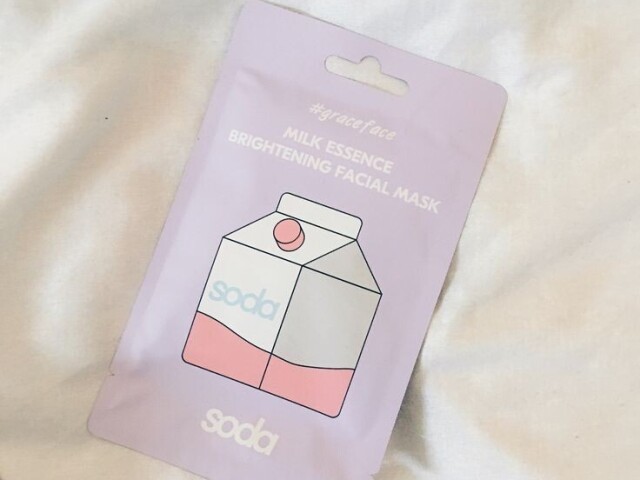 #graceface
MILK ESSENCE
BRIGHTENING FACIAL MASK
soda
soda